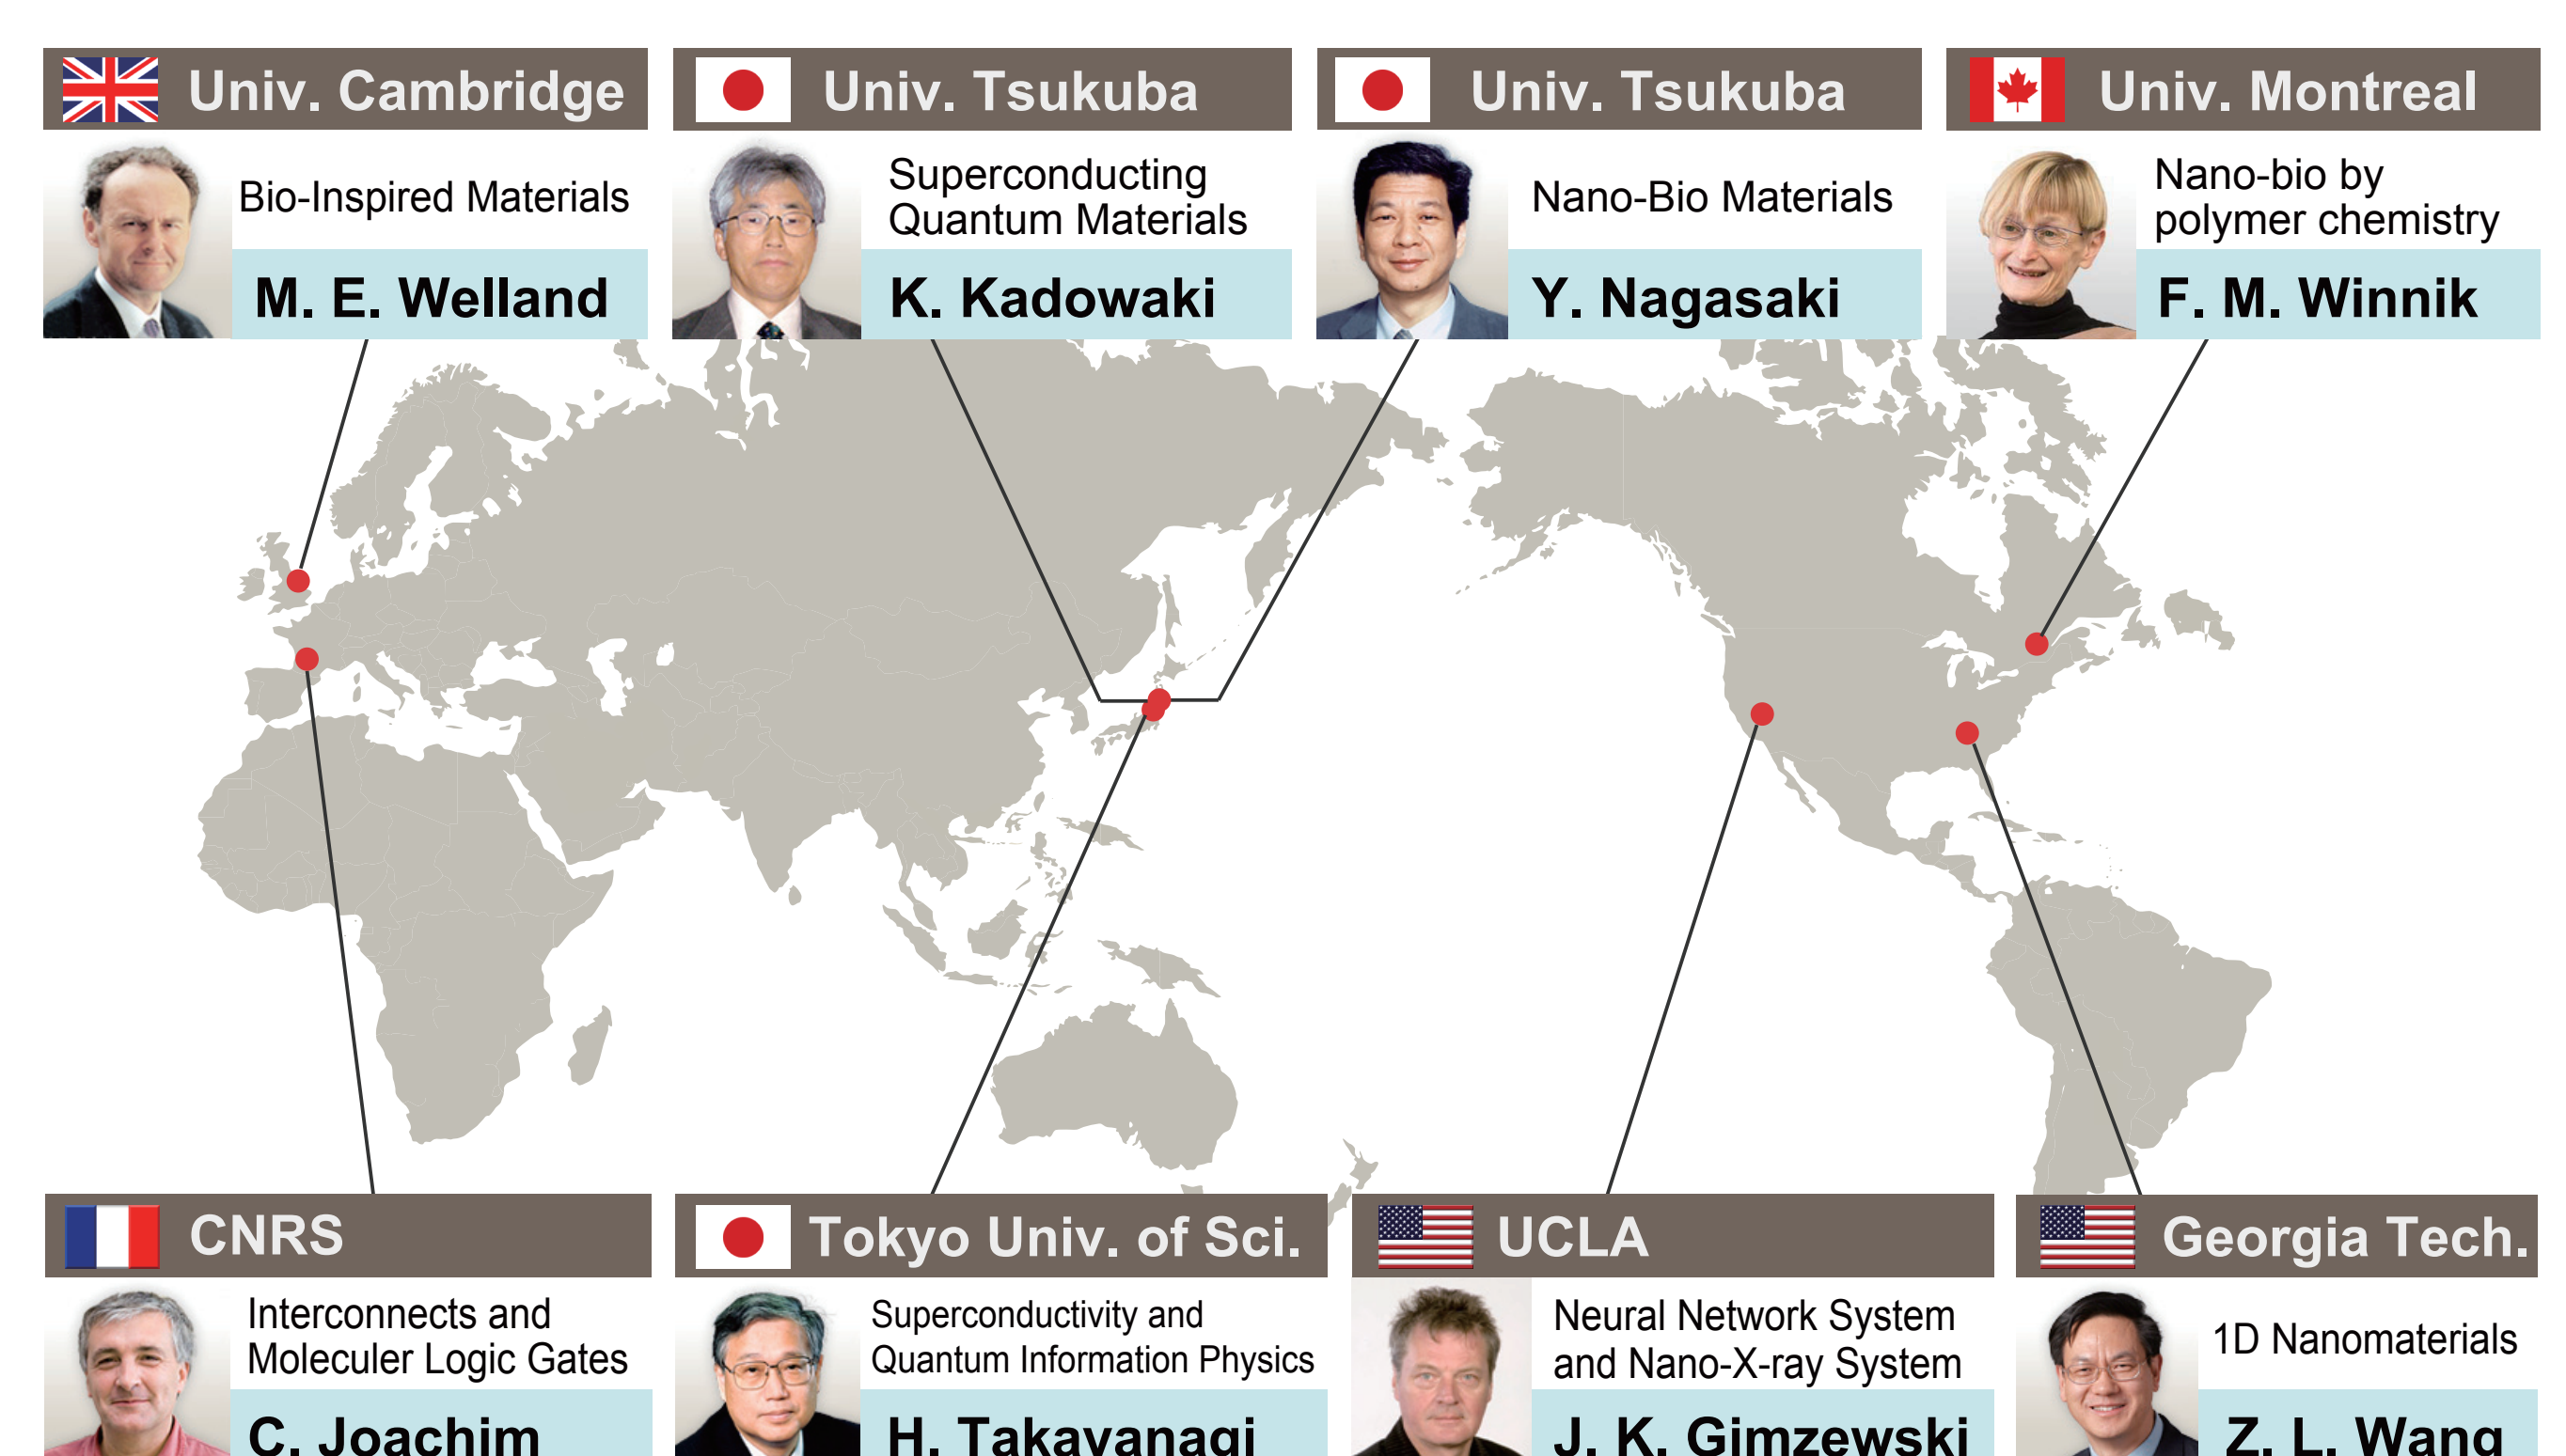 Univ. Cambridge
Bio-Inspired Materials
M. E. Welland
Univ. Tsukuba
Superconducting
Quantum Materials
K. Kadowaki
Univ. Tsukuba
Nano-Bio Materials
Y. Nagasaki
Univ. Montreal
Nano-bio by
polymer chemistry
F. M. Winnik
CNRS
Interconnects and
Moleculer Logic Gates
C. Joachim
Tokyo Univ. of Sci.
Superconductivity and
Quantum Information Physics
H. Takayanagi
UCLA
Neural Network System
and Nano-X-ray System
J. K. Gimzewski
Georgia Tech.
1D Nanomaterials
Z. L. Wang